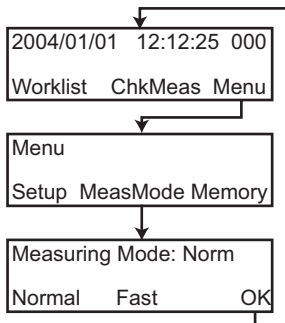 2004/01/01 12:12:25 000
Worklist ChkMeas Menu
Menu
Setup MeasMode Memory
Measuring Mode: Norm
Normal Fast OK